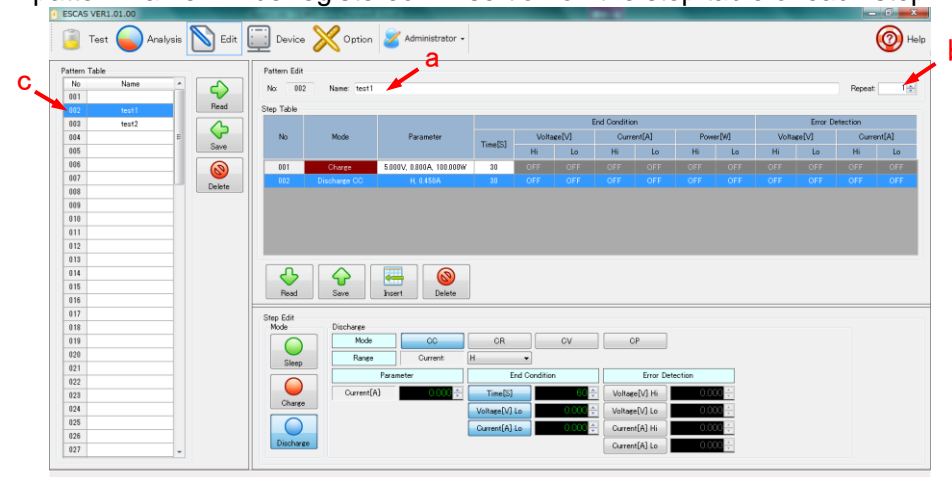 ESCAS VER1.01.00
Test Analysis Edit Device Option Administrator Help
a
c
Pattern Table
No Name
001
002 test1
003 test2
004
005
006
007
008
009
010
011
012
013
014
015
016
017
018
019
020
021
022
023
024
025
026
027
Read
Save
Delete
Pattern Edit
No: 002 Name: test1 Repeat: 1
Step Table
No Mode Parameter Time[S] End Condition Error Detection
Voltage[V] Current[A] Power[W] Voltage[V] Current[A]
Hi Lo Hi Lo Hi Lo Hi Lo Hi Lo
001 Charge 5.000V, 0.800A, 100.000W 30 OFF OFF OFF OFF OFF OFF OFF OFF OFF OFF
002 Discharge CC H, 0.450A 30 OFF OFF OFF OFF OFF OFF OFF OFF OFF OFF
Read Save Insert Delete
Step Edit
Mode
Sleep
Charge
Discharge
Discharge
Mode CC CR CV CP
Range Current: H
Parameter End Condition Error Detection
Current[A] 0.000 Time[S] 60 Voltage[V] Hi 0.000
Voltage[V] Lo 0.000 Voltage[V] Lo 0.000
Current[A] Lo 0.000 Current[A] Hi 0.000
Current[A] Lo 0.000